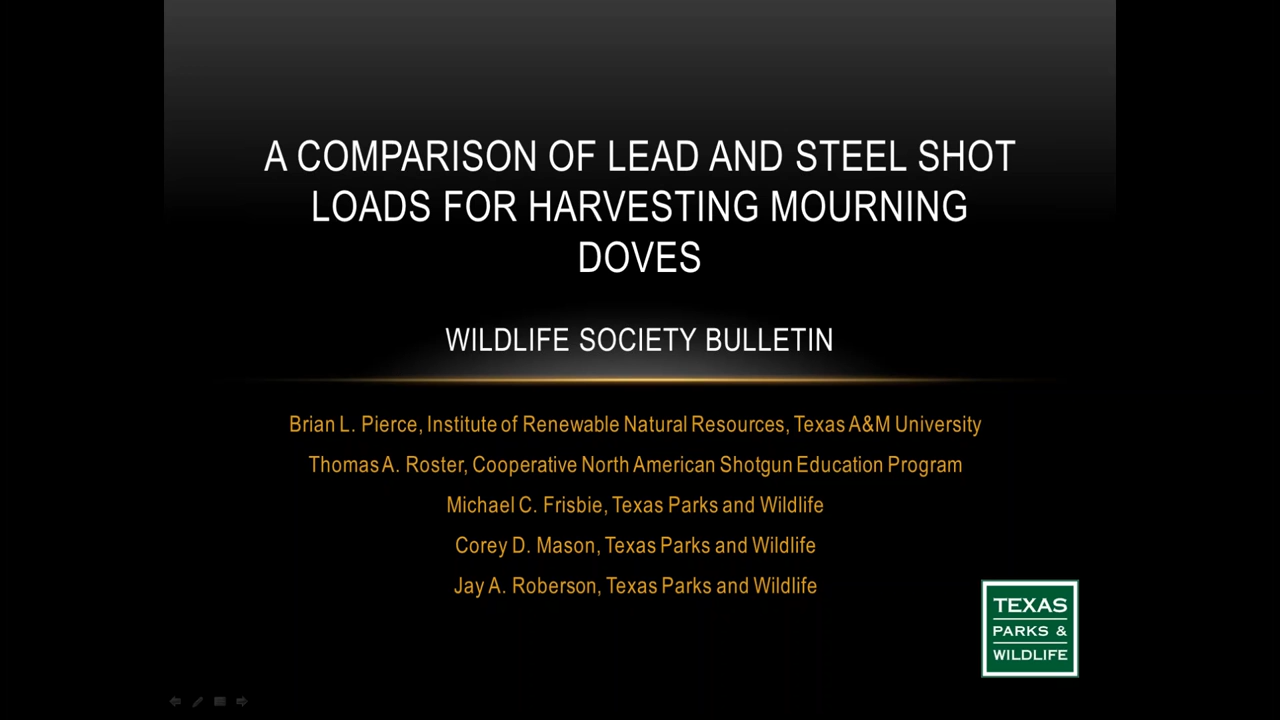 A COMPARISON OF LEAD AND STEEL SHOT
LOADS FOR HARVESTING MOURNING
DOVES
WILDLIFE SOCIETY BULLETIN
Brian L. Pierce, Institute of Renewable Natural Resources, Texas A&M University
Thomas A. Roster, Cooperative North American Shotgun Education Program
Michael C. Frisbie, Texas Parks and Wildlife
Corey D. Mason, Texas Parks and Wildlife
Jay A. Roberson, Texas Parks and Wildlife
TEXAS
PARKS &
WILDLIFE